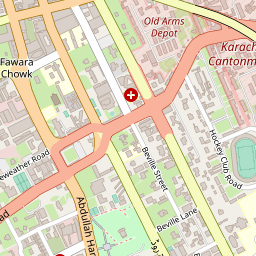 Old Arms
Depot
Karach
Cantonm
Fawara
Chowk
Hockey Club Road
eweather Road
Beville Street
Abdullah Har
Beville Lane
ad